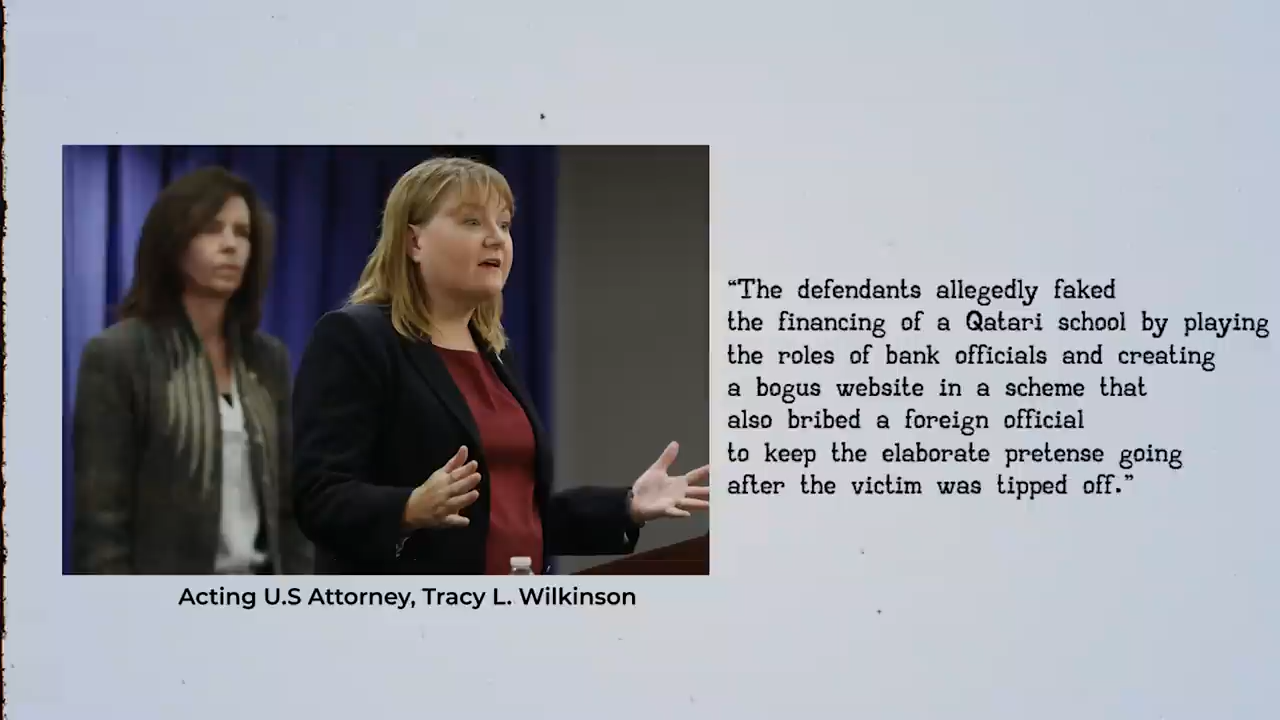 “The defendants allegedly faked
the financing of a Qatari school by playing
the roles of bank officials and creating
a bogus website in a scheme that
also bribed a foreign official
to keep the elaborate pretense going
after the victim was tipped off.”
Acting U.S Attorney, Tracy L. Wilkinson